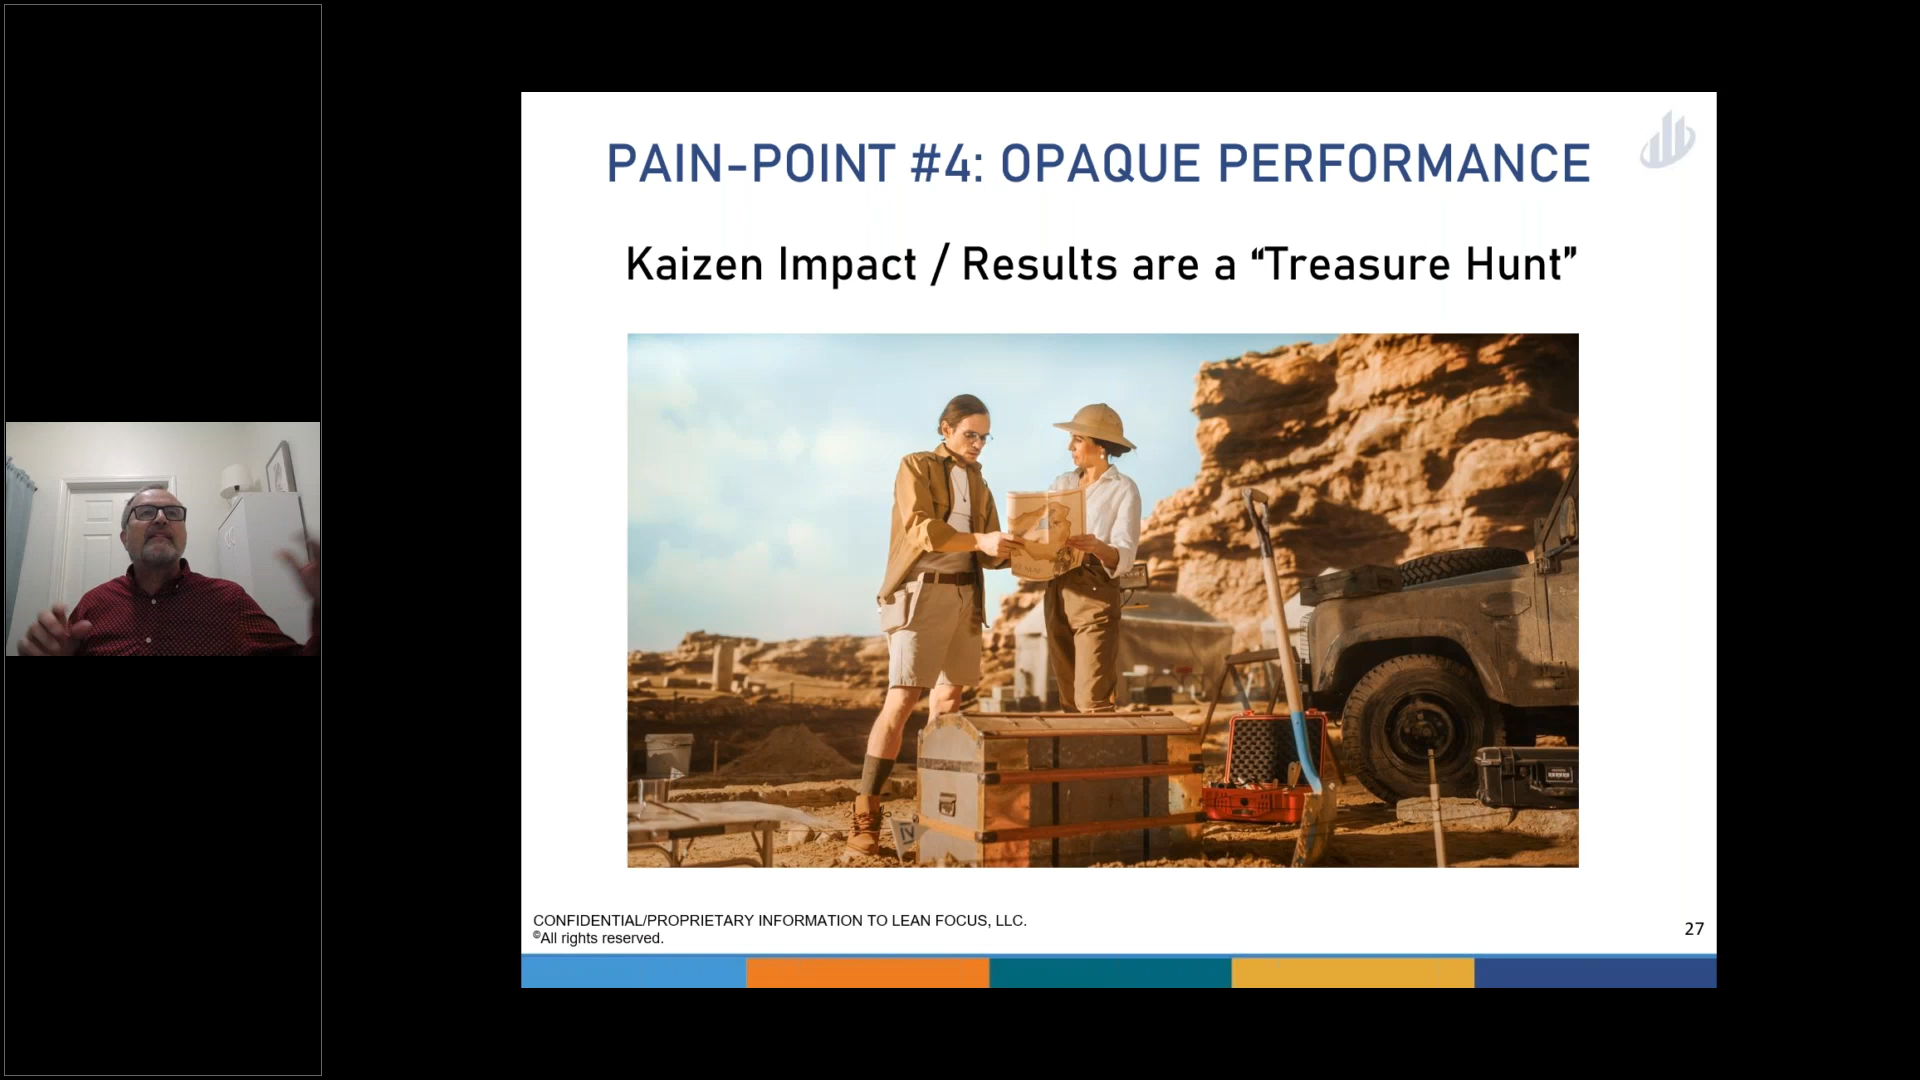 PAIN-POINT #4: OPAQUE PERFORMANCE
Kaizen Impact / Results are a “Treasure Hunt”
IV
CONFIDENTIAL/PROPRIETARY INFORMATION TO LEAN FOCUS, LLC.
©All rights reserved.
27